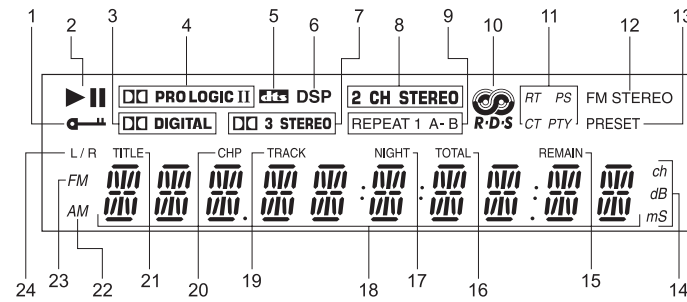 1 2 3 4 5 6 7 8 9 10 11 12 13
PRO LOGIC II dts DSP 2 CH STEREO RT PS FM STEREO
DIGITAL 3 STEREO REPEAT 1 A- B R·D·S CT PTY PRESET
L / R TITLE CHP TRACK NIGHT TOTAL REMAIN ch
FM dB
AM mS
24 23 22 21 20 19 18 17 16 15 14